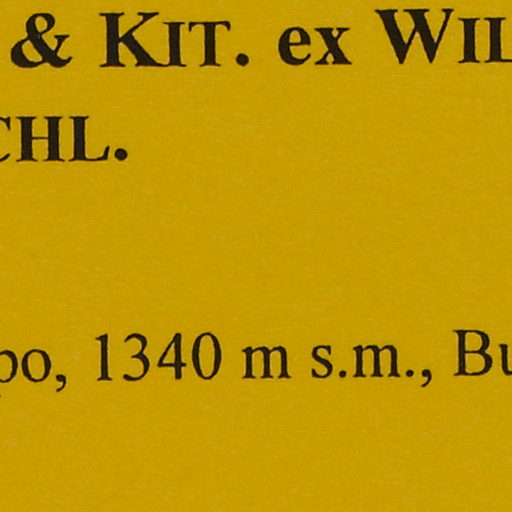 & KIT. ex WIL
CHL.
po, 1340 m s.m., Bu